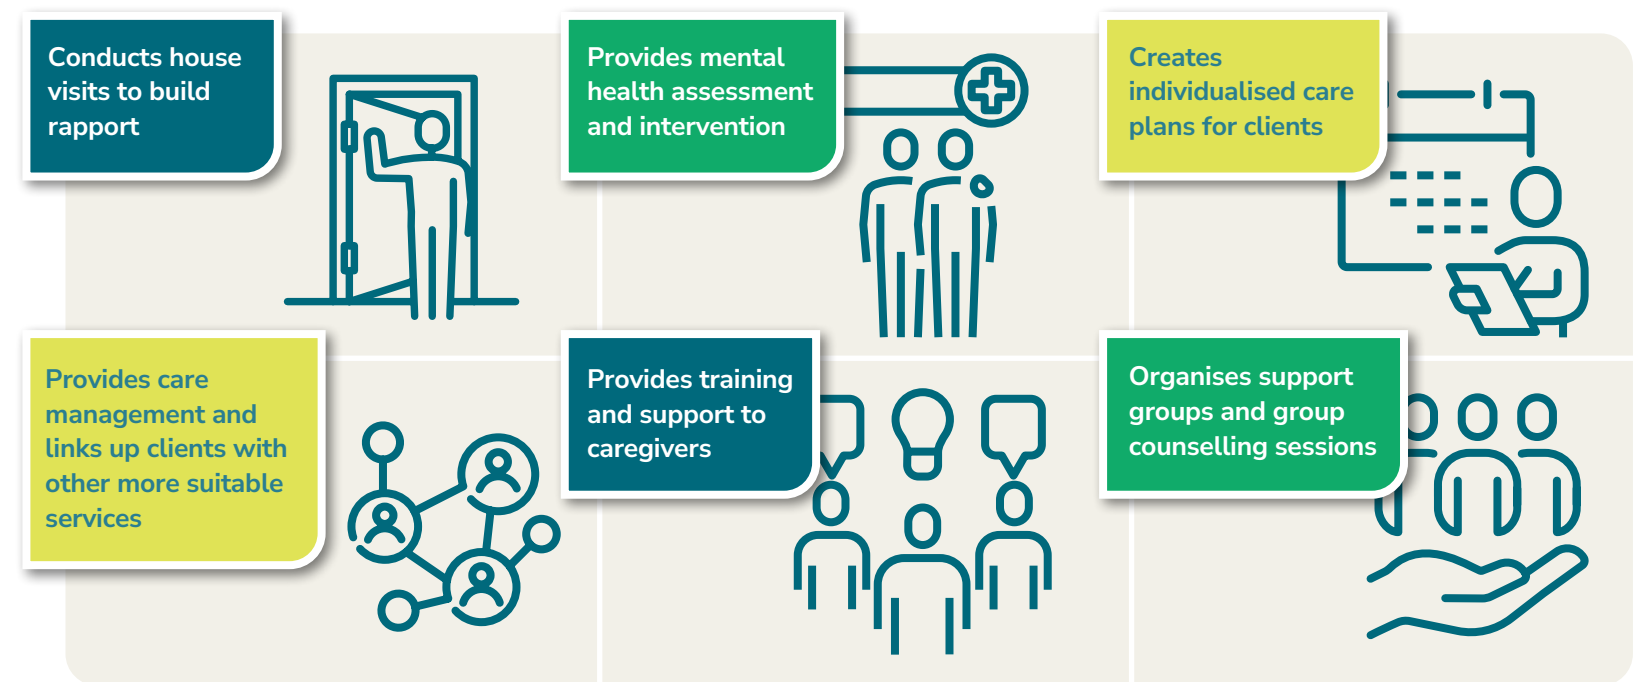 Conducts house
visits to build
rapport
Provides mental
health assessment
and intervention
Creates
individualised care
plans for clients
Provides care
management and
links up clients with
other more suitable
services
Provides training
and support to
caregivers
Organises support
groups and group
counselling sessions